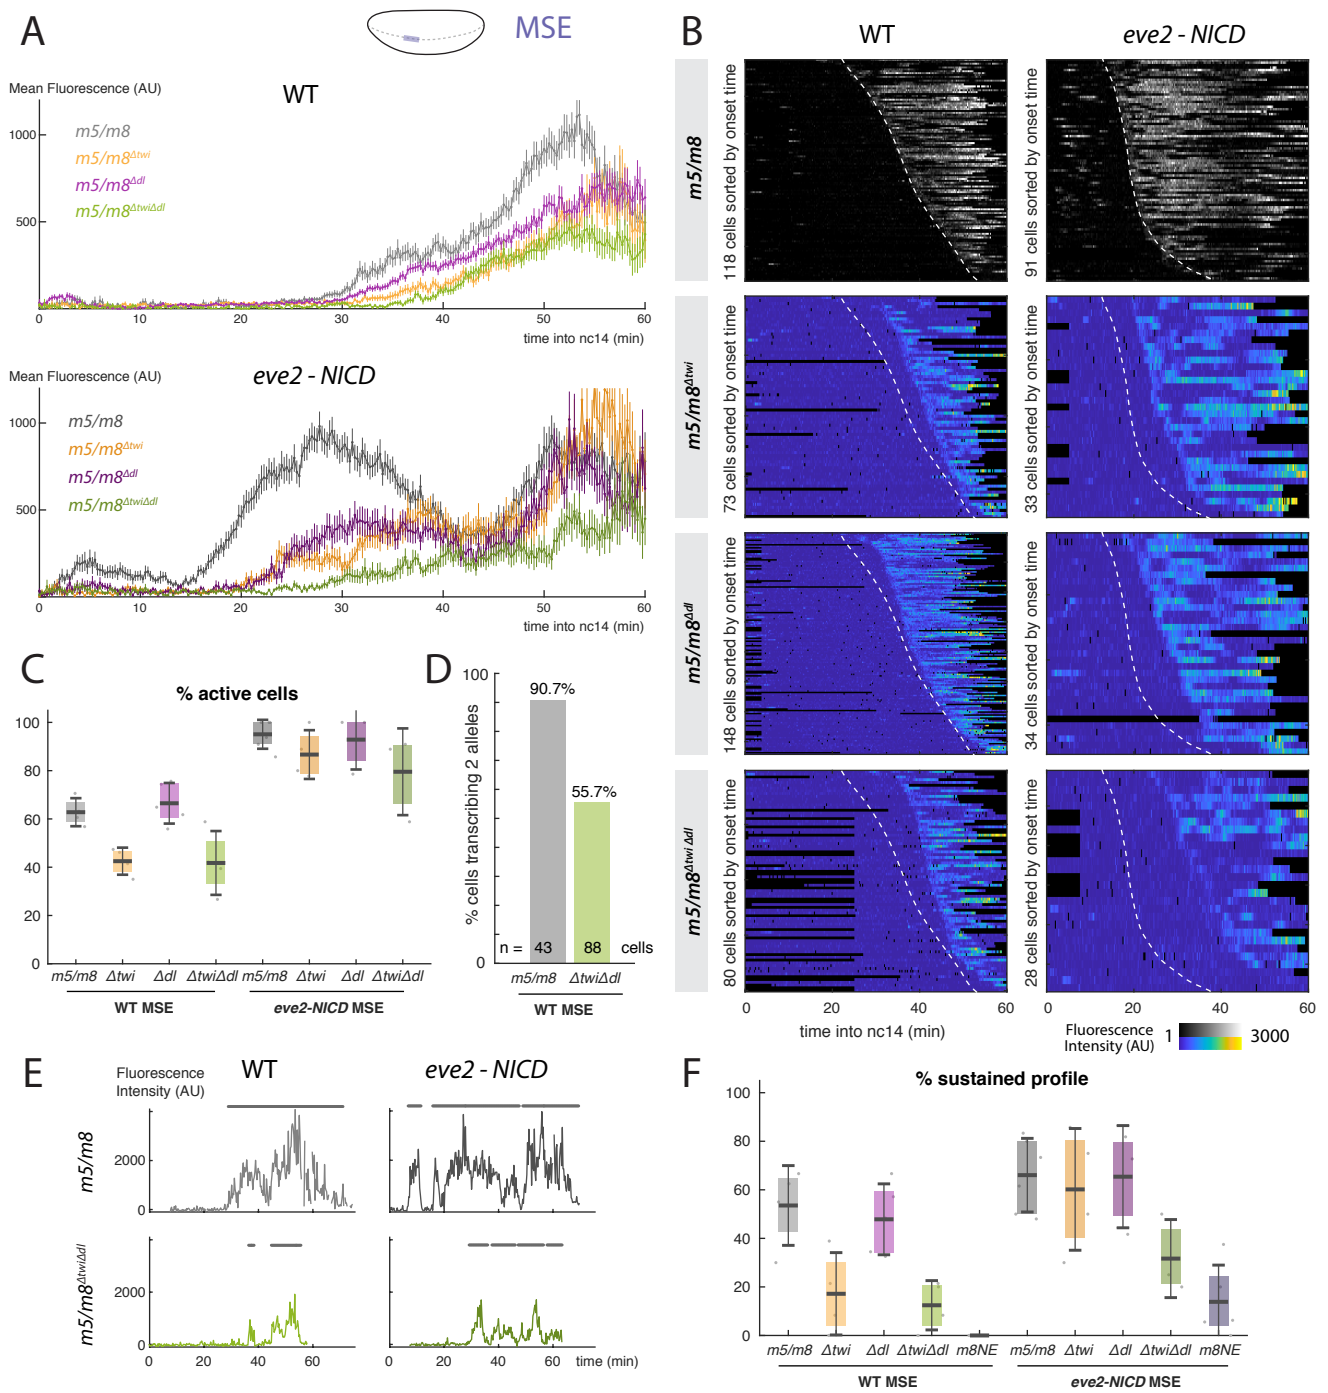 A
MSE
Mean Fluorescence (AU)
WT
m5/m8
m5/m8Δtwi
m5/m8Δdl
m5/m8ΔtwiΔdl
1000
500
0 10 20 30 40 50 60
time into nc14 (min)
Mean Fluorescence (AU)
eve2 - NICD
m5/m8
m5/m8Δtwi
m5/m8Δdl
m5/m8ΔtwiΔdl
1000
500
0 10 20 30 40 50 60
time into nc14 (min)
B
WT
eve2 - NICD
m5/m8
118 cells sorted by onset time
91 cells sorted by onset time
m5/m8Δtwi
73 cells sorted by onset time
33 cells sorted by onset time
m5/m8Δdl
148 cells sorted by onset time
34 cells sorted by onset time
m5/m8Δtwi Δdl
80 cells sorted by onset time
28 cells sorted by onset time
0 20 40 60
0 20 40 60
time into nc14 (min)
Fluorescence
Intensity (AU)
1
3000
C
% active cells
100
80
60
40
20
0
m5/m8 Δtwi Δdl ΔtwiΔdl m5/m8 Δtwi Δdl ΔtwiΔdl
WT MSE
eve2-NICD MSE
D
% cells transcribing 2 alleles
100
90.7%
55.7%
n = 43 88 cells
0
m5/m8 ΔtwiΔdl
WT MSE
E
WT
eve2 - NICD
Fluorescence
Intensity (AU)
m5/m8
2000
0
m5/m8ΔtwiΔdl
2000
0
0 20 40 60
0 20 40 60
time (min)
F
% sustained profile
100
80
60
40
20
0
m5/m8 Δtwi Δdl ΔtwiΔdl m8NE m5/m8 Δtwi Δdl ΔtwiΔdl m8NE
WT MSE
eve2-NICD MSE